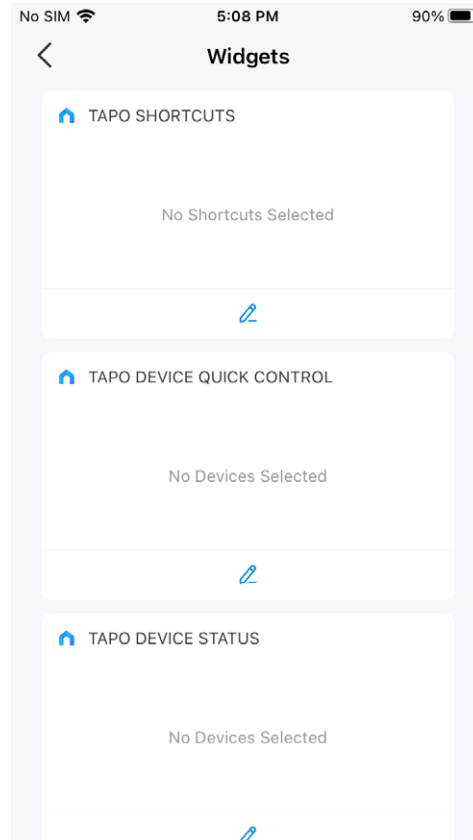 No SIM 5:08 PM 90%
Widgets
TAPO SHORTCUTS
No Shortcuts Selected
TAPO DEVICE QUICK CONTROL
No Devices Selected
TAPO DEVICE STATUS
No Devices Selected